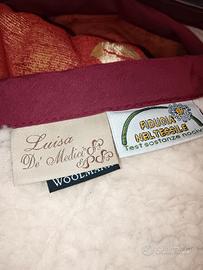 Luisa
De' Medici
WOOLMARK
FIDUCIA
NEL TESSILE
Test sostanze nocive